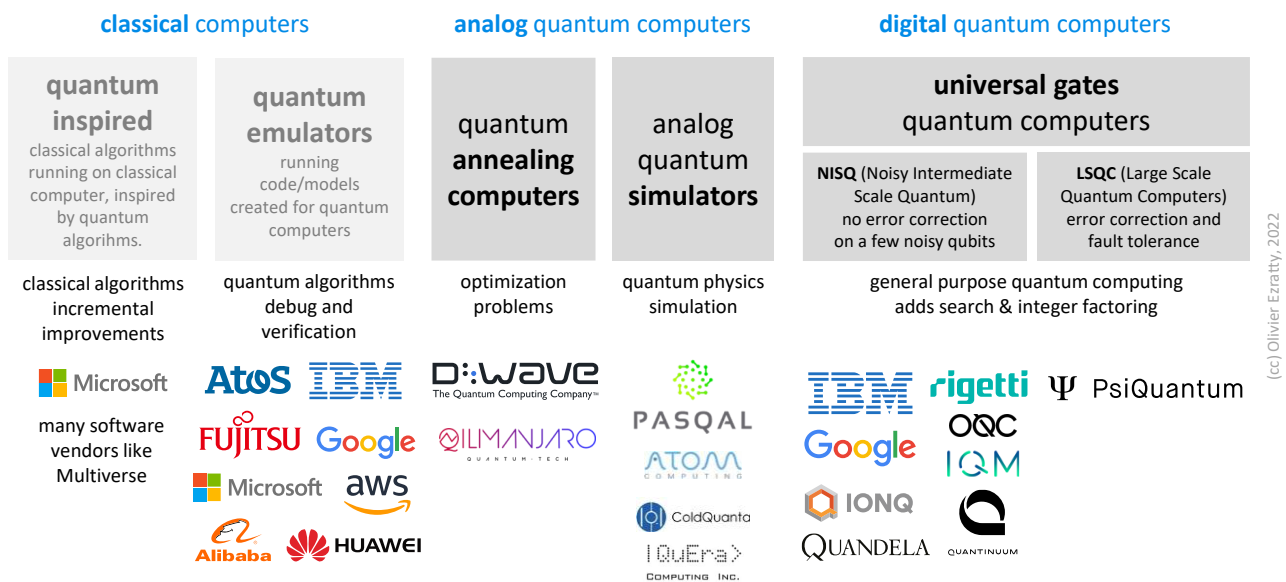 classical computers
analog quantum computers
digital quantum computers
quantum
inspired
classical algorithms
running on classical
computer, inspired
by quantum
algorihms.
quantum
emulators
running
code/models
created for quantum
computers
quantum
annealing
computers
analog
quantum
simulators
universal gates
quantum computers
NISQ (Noisy Intermediate
Scale Quantum)
no error correction
on a few noisy qubits
LSQC (Large Scale
Quantum Computers)
error correction and
fault tolerance
classical algorithms
incremental
improvements
quantum algorithms
debug and
verification
optimization
problems
quantum physics
simulation
general purpose quantum computing
adds search & integer factoring
Microsoft
many software
vendors like
Multiverse
Atos
IBM
FUJITSU
Google
Microsoft
aws
Alibaba
HUAWEI
D:wave
The Quantum Computing Company™
QILIMANJARO
QUANTUM-TECH
PASQAL
ATOM
COMPUTING
ColdQuanta
|QuEra>
COMPUTING INC.
IBM
Google
IONQ
QUANDELA
rigetti
OQC
IQM
QUANTINUUM
Ψ PsiQuantum
(cc) Olivier Ezratty, 2022